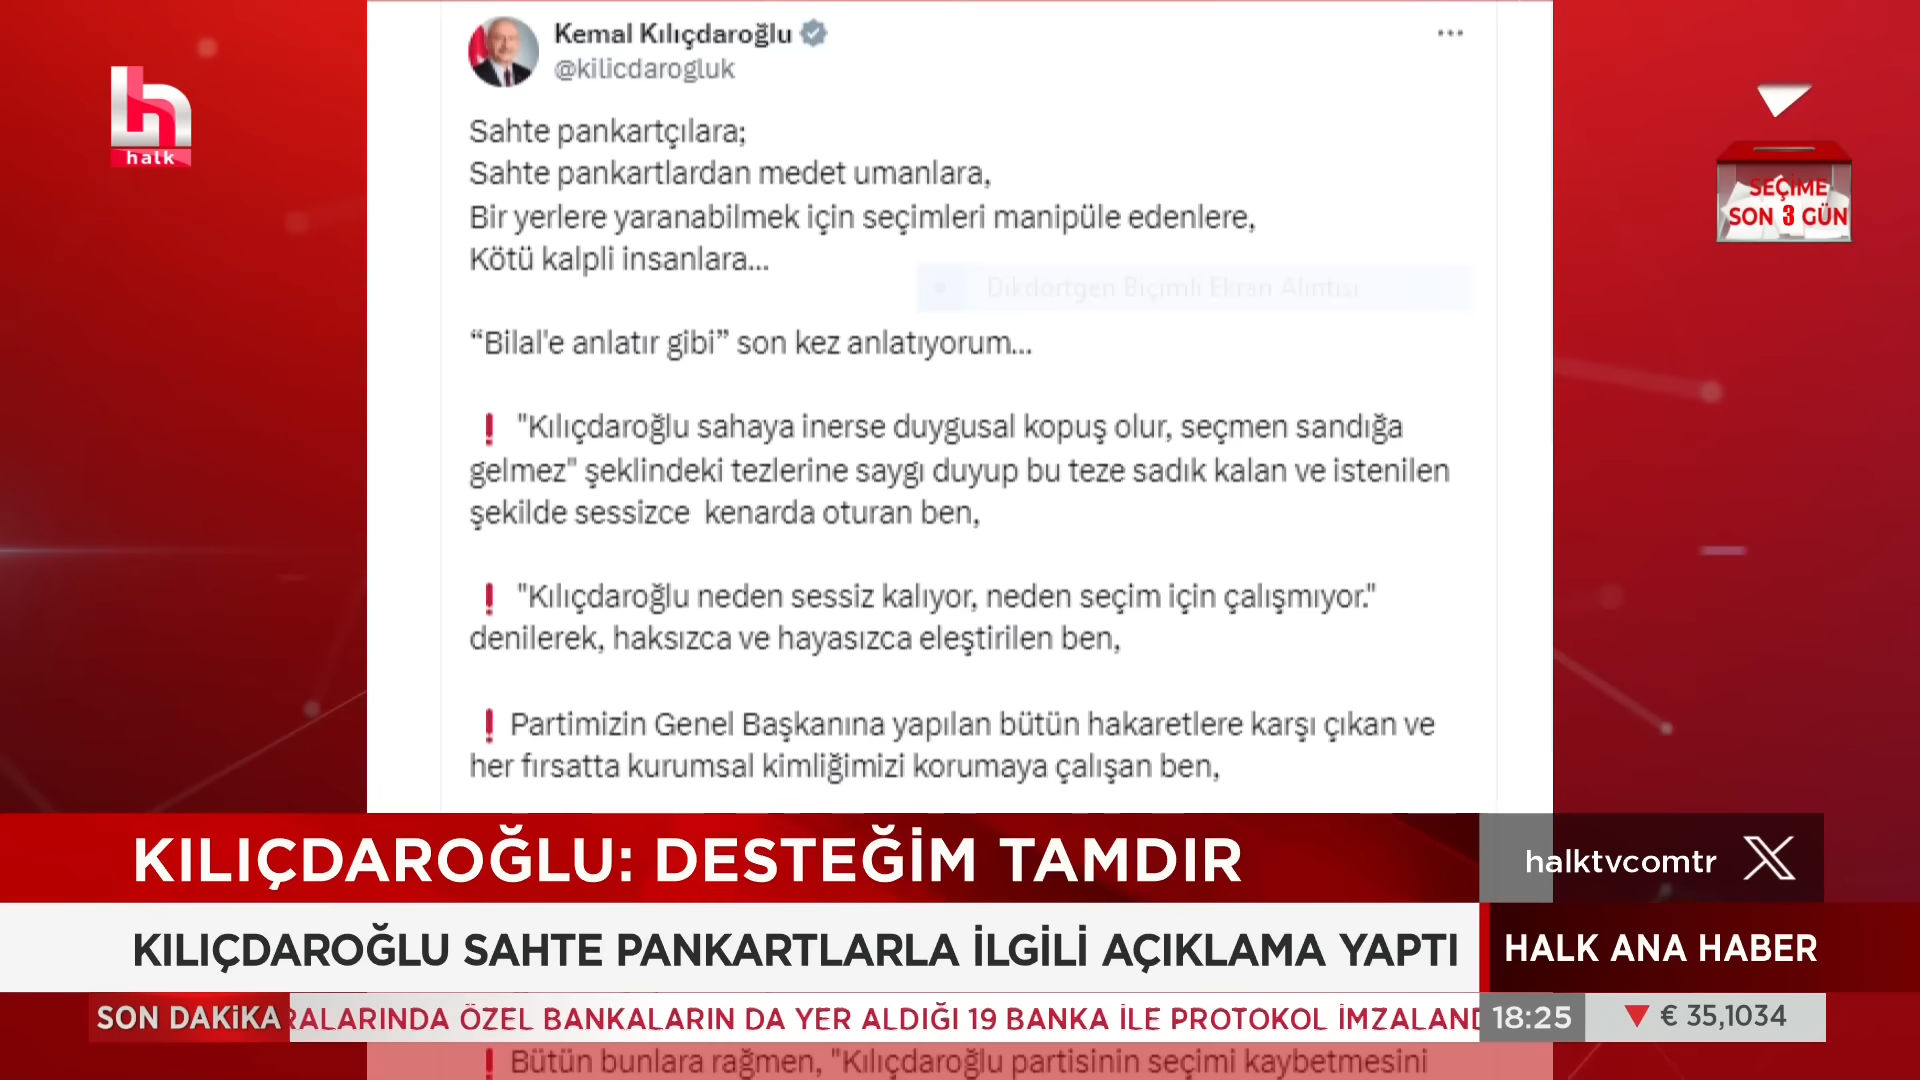 Kemal Kılıçdaroğlu
@kilicdarogluk
halk
SEÇİME
SON 3 GÜN
Sahte pankartçılara;
Sahte pankartlardan medet umanlara,
Bir yerlere yaranabilmek için seçimleri manipüle edenlere,
Kötü kalpli insanlara...
Dikdörtgen Biçimli Ekran Alıntısı
“Bilal'e anlatır gibi” son kez anlatıyorum...
❗ "Kılıçdaroğlu sahaya inerse duygusal kopuş olur, seçmen sandığa
gelmez" şeklindeki tezlerine saygı duyup bu teze sadık kalan ve istenilen
şekilde sessizce kenarda oturan ben,
❗ "Kılıçdaroğlu neden sessiz kalıyor, neden seçim için çalışmıyor."
denilerek, haksızca ve hayasızca eleştirilen ben,
❗ Partimizin Genel Başkanına yapılan bütün hakaretlere karşı çıkan ve
her fırsatta kurumsal kimliğimizi korumaya çalışan ben,
KILIÇDAROĞLU: DESTEĞİM TAMDIR
halktvcomtr X
KILIÇDAROĞLU SAHTE PANKARTLARLA İLGİLİ AÇIKLAMA YAPTI
HALK ANA HABER
SON DAKİKA
RALARINDA ÖZEL BANKALARIN DA YER ALDIĞI 19 BANKA İLE PROTOKOL İMZALAND
18:25
▼ € 35,1034
❗ Bütün bunlara rağmen, "Kılıçdaroğlu partisinin seçimi kaybetmesini